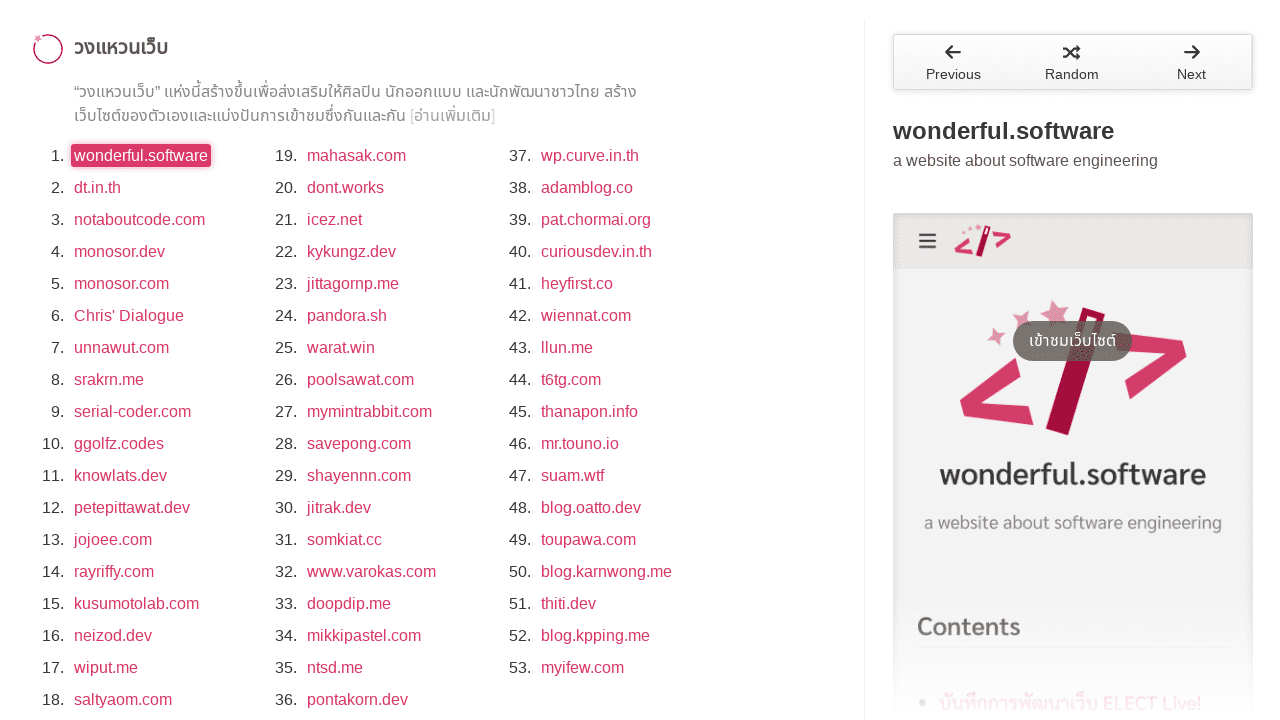 วงแหวนเว็บ
“วงแหวนเว็บ” แห่งนี้สร้างขึ้นเพื่อส่งเสริมให้ศิลปิน นักออกแบบ และนักพัฒนาชาวไทย สร้าง
เว็บไซต์ของตัวเองและแบ่งปันการเข้าชมซึ่งกันและกัน [อ่านเพิ่มเติม]
1. wonderful.software
2. dt.in.th
3. notaboutcode.com
4. monosor.dev
5. monosor.com
6. Chris' Dialogue
7. unnawut.com
8. srakrn.me
9. serial-coder.com
10. ggolfz.codes
11. knowlats.dev
12. petepittawat.dev
13. jojoee.com
14. rayriffy.com
15. kusumotolab.com
16. neizod.dev
17. wiput.me
18. saltyaom.com
19. mahasak.com
20. dont.works
21. icez.net
22. kykungz.dev
23. jittagornp.me
24. pandora.sh
25. warat.win
26. poolsawat.com
27. mymintrabbit.com
28. savepong.com
29. shayennn.com
30. jitrak.dev
31. somkiat.cc
32. www.varokas.com
33. doopdip.me
34. mikkipastel.com
35. ntsd.me
36. pontakorn.dev
37. wp.curve.in.th
38. adamblog.co
39. pat.chormai.org
40. curiousdev.in.th
41. heyfirst.co
42. wiennat.com
43. llun.me
44. t6tg.com
45. thanapon.info
46. mr.touno.io
47. suam.wtf
48. blog.oatto.dev
49. toupawa.com
50. blog.karnwong.me
51. thiti.dev
52. blog.kpping.me
53. myifew.com
Previous
Random
Next
wonderful.software
a website about software engineering
เข้าชมเว็บไซต์
wonderful.software
a website about software engineering
Contents
• บันทึกการพัฒนาเว็บ ELECT Live!